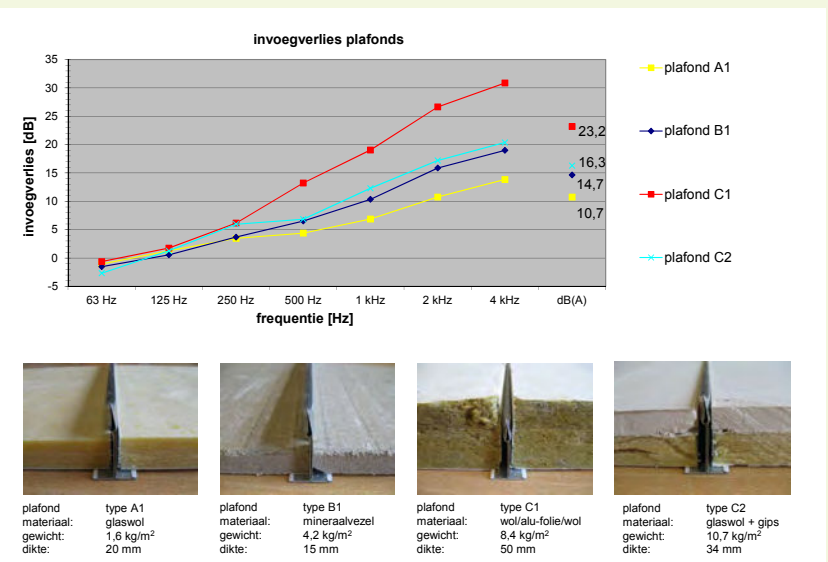 invoegverlies plafonds
35
30
25
20
15
10
5
0
-5
invoegverlies [dB]
63 Hz 125 Hz 250 Hz 500 Hz 1 kHz 2 kHz 4 kHz dB(A)
frequentie [Hz]
23,2
16,3
14,7
10,7
plafond A1
plafond B1
plafond C1
plafond C2
plafond type A1
materiaal: glaswol
gewicht: 1,6 kg/m²
dikte: 20 mm
plafond type B1
materiaal: mineraalvezel
gewicht: 4,2 kg/m²
dikte: 15 mm
plafond type C1
materiaal: wol/alu-folie/wol
gewicht: 8,4 kg/m²
dikte: 50 mm
plafond type C2
materiaal: glaswol + gips
gewicht: 10,7 kg/m²
dikte: 34 mm